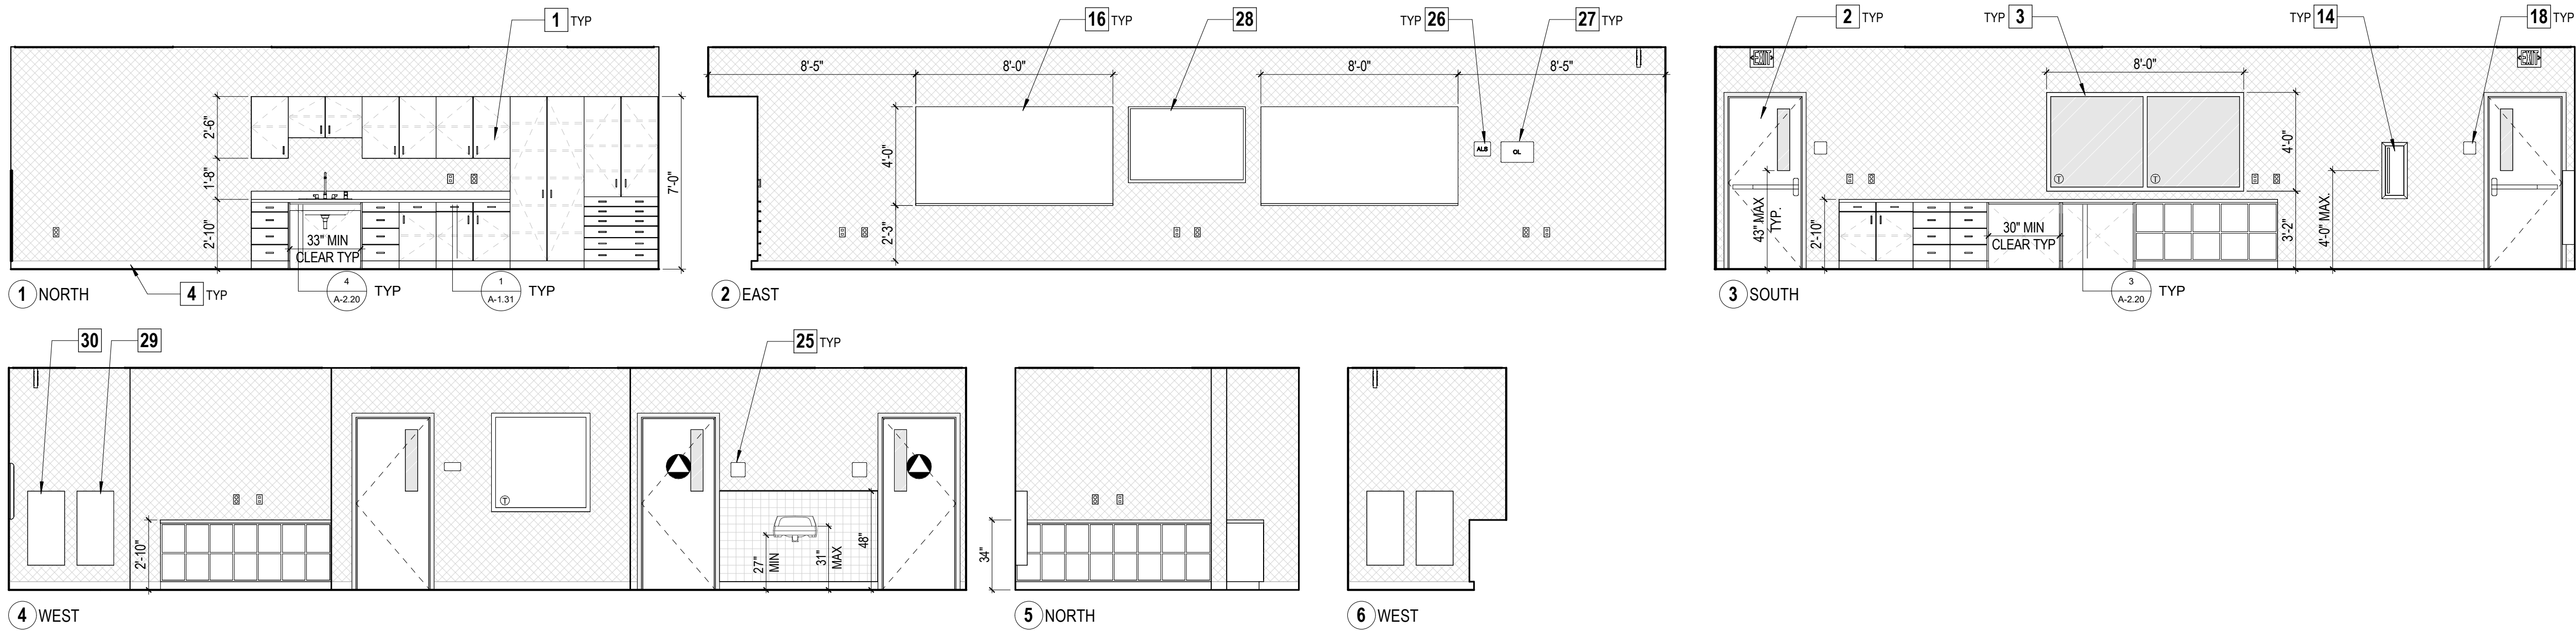 1 TYP
2'-6"
1'-8"
2'-10"
7'-0"
33" MIN
CLEAR TYP
4 TYP
4
A-2.20
TYP
1
A-1.31
TYP
1 NORTH
16 TYP
28
TYP 26
27 TYP
8'-5"
8'-0"
8'-0"
8'-5"
4'-0"
2'-3"
ALS
OL
2 EAST
2 TYP
TYP 3
TYP 14
18 TYP
EXIT
EXIT
8'-0"
4'-0"
T
T
43" MAX
TYP.
2'-10"
30" MIN
CLEAR TYP
3'-2"
4'-0" MAX.
3
A-2.20
TYP
3 SOUTH
30
29
25 TYP
2'-10"
T
27"
MIN
31"
MAX
48"
4 WEST
34"
5 NORTH
6 WEST